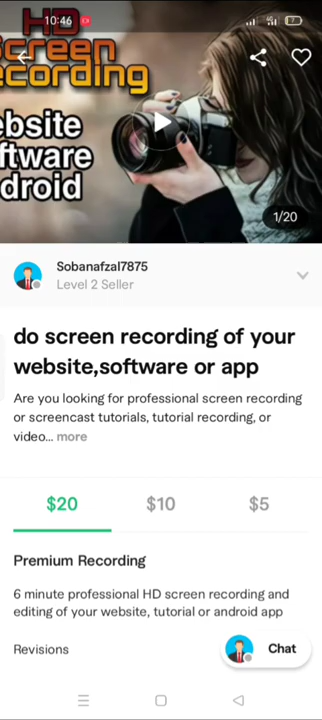 10:46
HD
Screen
ecording
ebsite
ftware
droid
1/20
Sobanafzal7875
Level 2 Seller
do screen recording of your
website,software or app
Are you looking for professional screen recording
or screencast tutorials, tutorial recording, or
video... more
$20 $10 $5
Premium Recording
6 minute professional HD screen recording and
editing of your website, tutorial or android app
Revisions
Chat